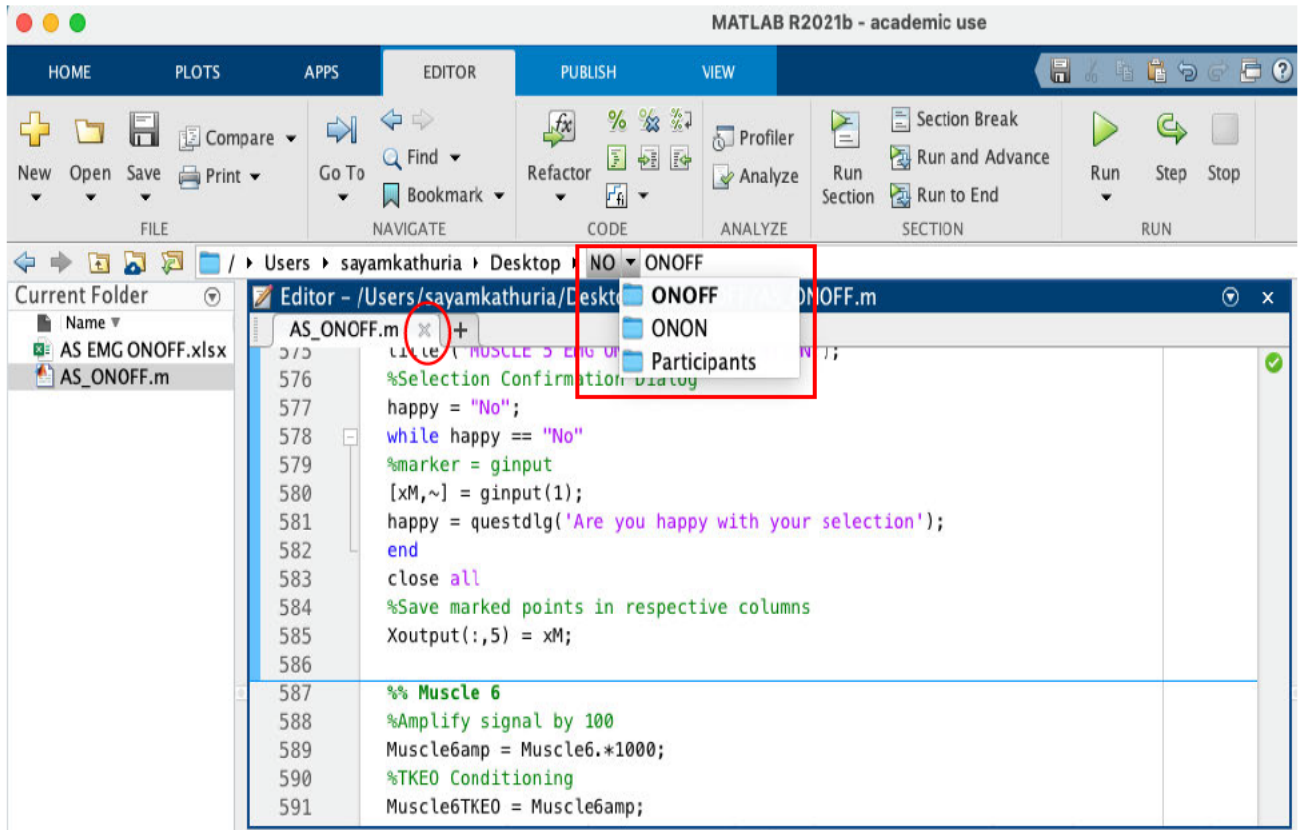 MATLAB R2021b - academic use
HOME PLOTS APPS EDITOR PUBLISH VIEW
New Open Save Compare Print
Go To Find Bookmark
Refactor
Profiler Analyze
Run Section Section Break Run and Advance Run to End
Run Step Stop
FILE NAVIGATE CODE ANALYZE SECTION RUN
/ Users sayamkathuria Desktop NO ONOFF
ONOFF
ONON
Participants
Current Folder
Name
AS EMG ONOFF.xlsx
AS_ONOFF.m
Editor – /Users/sayamkathuria/Deskto NOFF.m
AS_ONOFF.m × +
576 %Selection Confirmation Dialog
577 happy = "No";
578 while happy == "No"
579 %marker = ginput
580 [xM,~] = ginput(1);
581 happy = questdlg('Are you happy with your selection');
582 end
583 close all
584 %Save marked points in respective columns
585 Xoutput(:,5) = xM;
586
587 %% Muscle 6
588 %Amplify signal by 100
589 Muscle6amp = Muscle6.*1000;
590 %TKEO Conditioning
591 Muscle6TKEO = Muscle6amp;